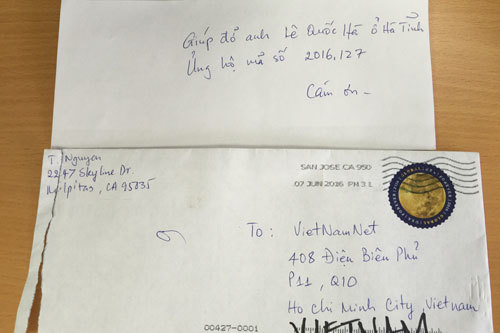 Giúp đỡ anh Lê Quốc Hà ở Hà Tĩnh
Ủng hộ mã số 2016.127
Cám ơn -
T. Nguyen
2247 Skyline Dr.
Milpitas, CA 95035
SAN JOSE CA 950
07 JUN 2016 PM 3 L
To: VietNamNet
408 Điện Biên Phủ
P11, Q10
Ho Chi Minh City, Vietnam
VIETNAM
00427-0001